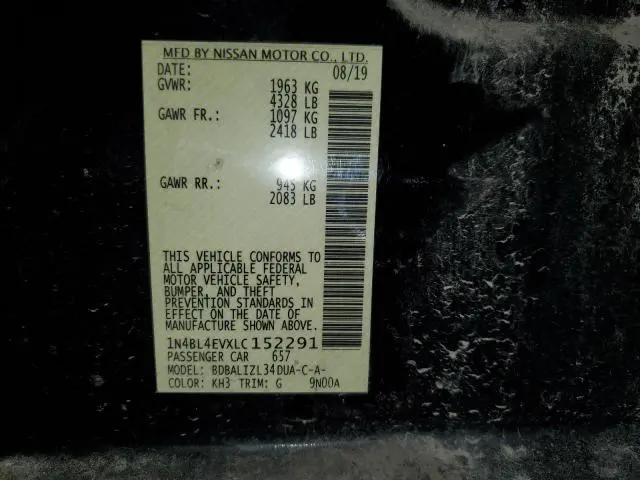 MFD BY NISSAN MOTOR CO., LTD.
DATE: 08/19
GVWR: 1963 KG
4328 LB
GAWR FR.: 1097 KG
2418 LB
GAWR RR.: 945 KG
2083 LB
THIS VEHICLE CONFORMS TO
ALL APPLICABLE FEDERAL
MOTOR VEHICLE SAFETY,
BUMPER, AND THEFT
PREVENTION STANDARDS IN
EFFECT ON THE DATE OF
MANUFACTURE SHOWN ABOVE.
1N4BL4EVXLC152291
PASSENGER CAR 657
MODEL: BDBALIZL34DUA-C-A-
COLOR: KH3 TRIM: G 9N00A